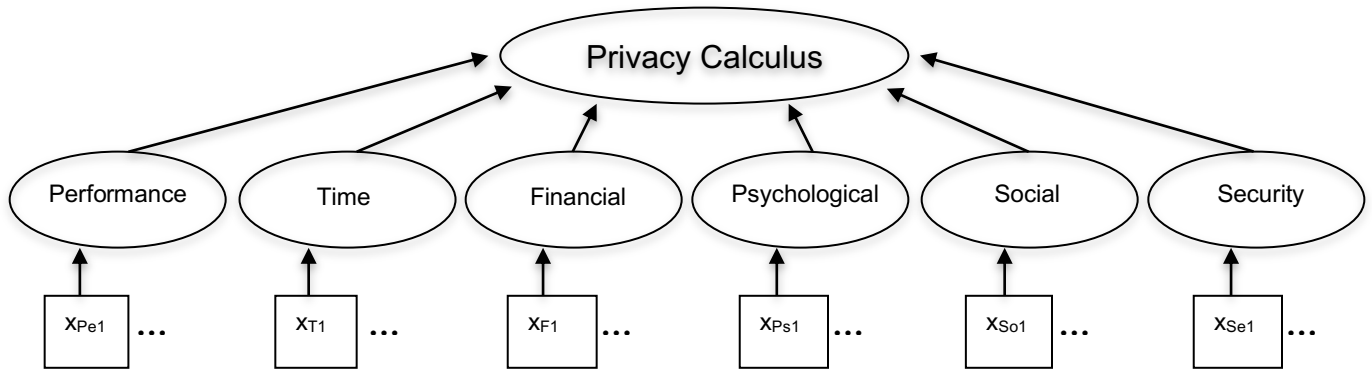 Privacy Calculus
Performance Time Financial Psychological Social Security
xPe1 ... xT1 ... xF1 ... xPs1 ... xSo1 ... xSe1 ...